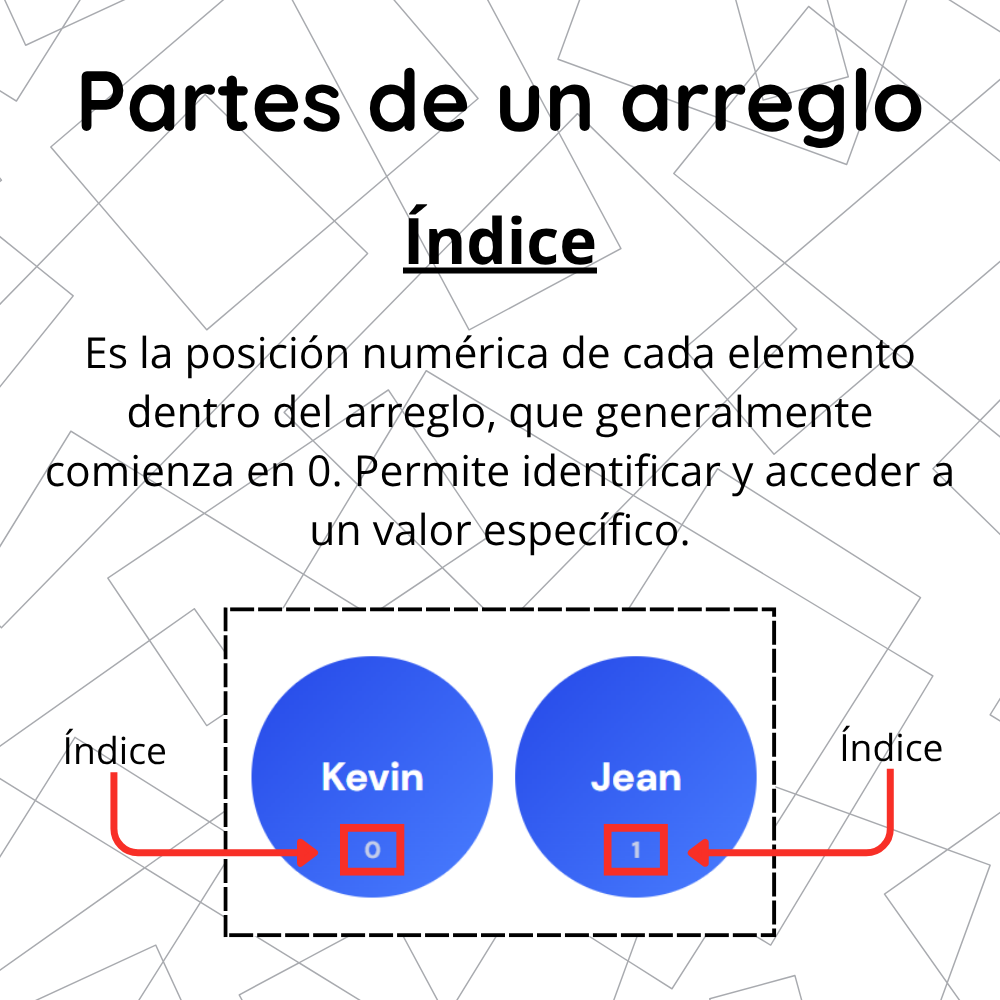 Partes de un arreglo
Índice
Es la posición numérica de cada elemento
dentro del arreglo, que generalmente
comienza en 0. Permite identificar y acceder a
un valor específico.
Índice
Kevin
0
Jean
1
Índice